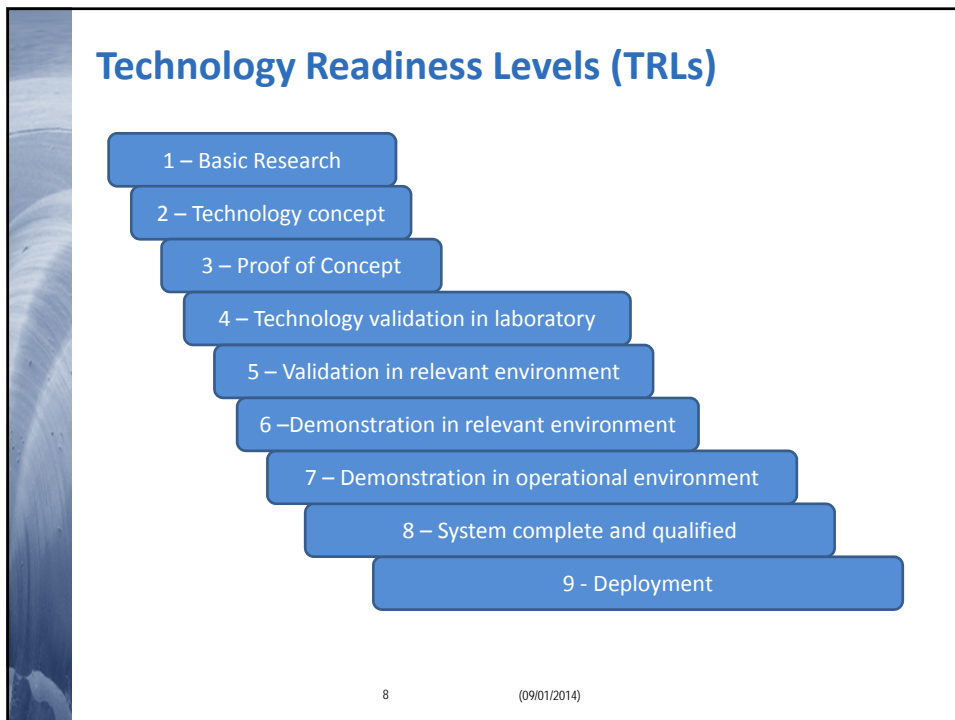 Technology Readiness Levels (TRLs)
1 – Basic Research
2 – Technology concept
3 – Proof of Concept
4 – Technology validation in laboratory
5 – Validation in relevant environment
6 –Demonstration in relevant environment
7 – Demonstration in operational environment
8 – System complete and qualified
9 - Deployment
8 (09/01/2014)